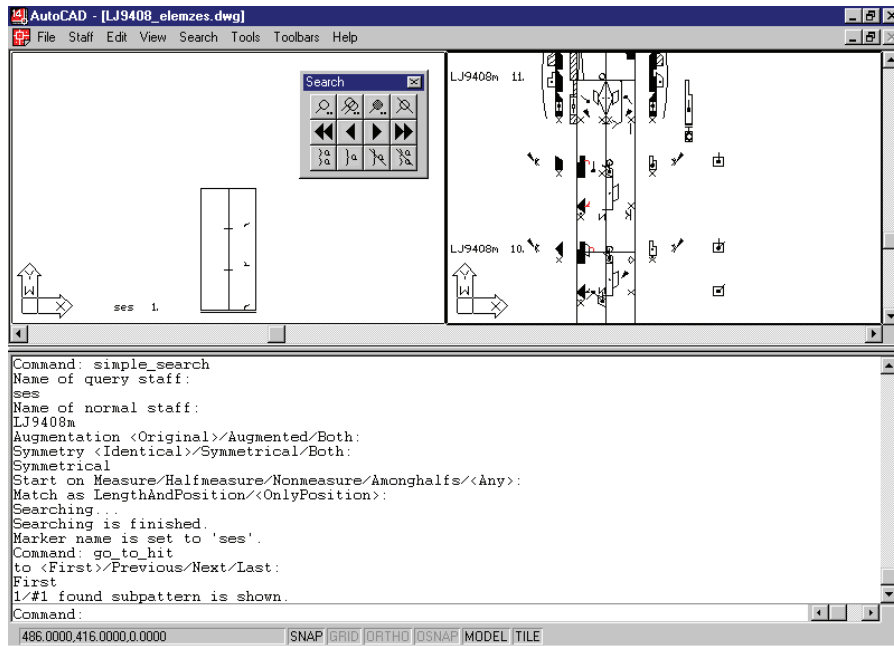 AutoCAD - [LJ9408_elemzes.dwg]
File Staff Edit View Search Tools Toolbars Help
Search
LJ9408m 11.
LJ9408m 10.
Y
W
X
ses 1.
Y
W
X
Command: simple_search
Name of query staff:
ses
Name of normal staff:
LJ9408m
Augmentation <Original>/Augmented/Both:
Symmetry <Identical>/Symmetrical/Both:
Symmetrical
Start on Measure/Halfmeasure/Nonmeasure/Amonghalfs/<Any>:
Match as LengthAndPosition/<OnlyPosition>:
Searching...
Searching is finished.
Marker name is set to 'ses'.
Command: go_to_hit
to <First>/Previous/Next/Last:
First
1/#1 found subpattern is shown.
Command:
486.0000,416.0000,0.0000 SNAP GRID ORTHO OSNAP MODEL TILE